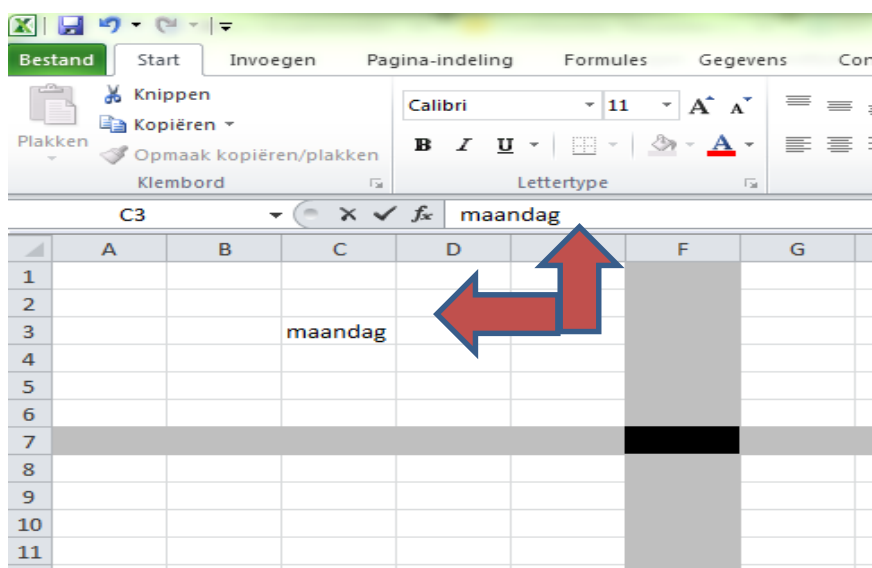 Bestand Start Invoegen Pagina-indeling Formules Gegevens
Plakken
Knippen
Kopiëren
Opmaak kopiëren/plakken
Klembord
Calibri 11 A A
B I U A
Lettertype
C3 fx maandag
A B C D F G
1
2
3 maandag
4
5
6
7
8
9
10
11